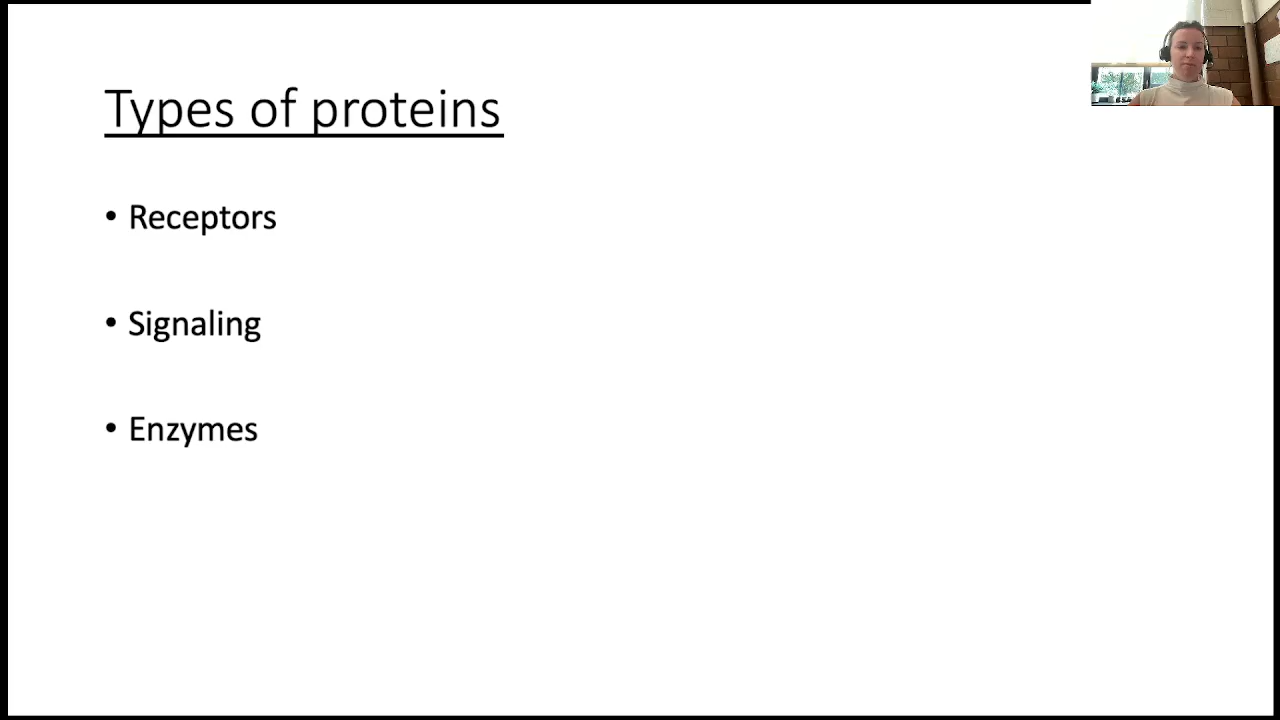 Types of proteins
• Receptors
• Signaling
• Enzymes